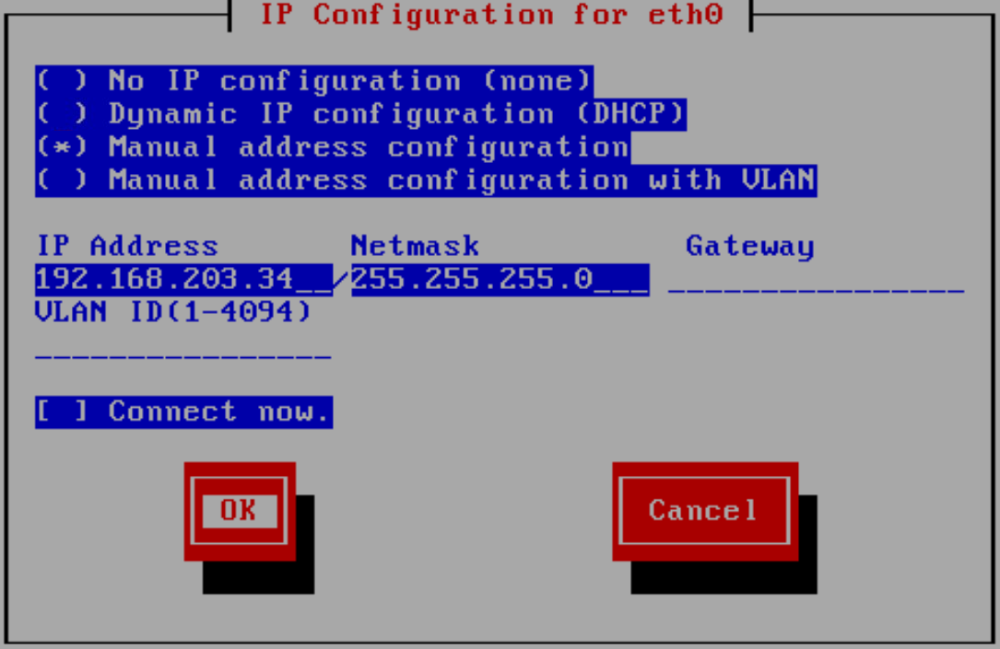 IP Configuration for eth0
( ) No IP configuration (none)
( ) Dynamic IP configuration (DHCP)
(*) Manual address configuration
( ) Manual address configuration with VLAN
IP Address Netmask Gateway
192.168.203.34__/255.255.255.0___ ________________
VLAN ID(1-4094)
________________
[ ] Connect now.
OK Cancel